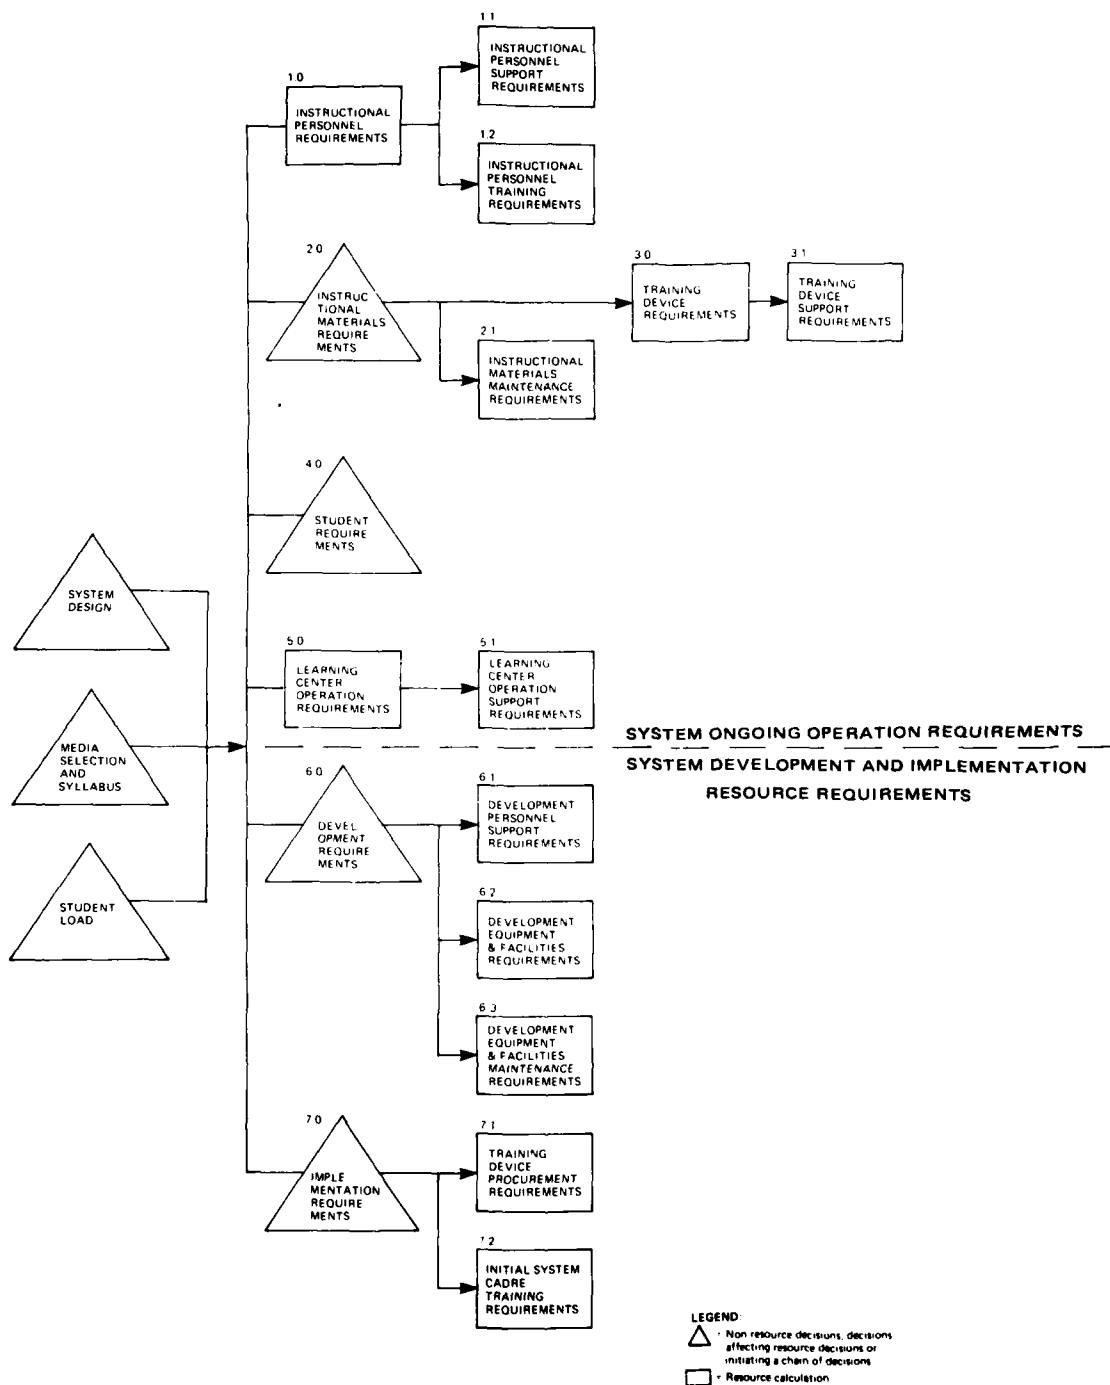 1.1
INSTRUCTIONAL
PERSONNEL
SUPPORT
REQUIREMENTS
1.0
INSTRUCTIONAL
PERSONNEL
REQUIREMENTS
1.2
INSTRUCTIONAL
PERSONNEL
TRAINING
REQUIREMENTS
2.0
INSTRUC
TIONAL
MATERIALS
REQUIRE
MENTS
3.0
TRAINING
DEVICE
REQUIREMENTS
3.1
TRAINING
DEVICE
SUPPORT
REQUIREMENTS
2.1
INSTRUCTIONAL
MATERIALS
MAINTENANCE
REQUIREMENTS
4.0
STUDENT
REQUIRE
MENTS
SYSTEM
DESIGN
5.0
LEARNING
CENTER
OPERATION
REQUIREMENTS
5.1
LEARNING
CENTER
OPERATION
SUPPORT
REQUIREMENTS
MEDIA
SELECTION
AND
SYLLABUS
SYSTEM ONGOING OPERATION REQUIREMENTS
SYSTEM DEVELOPMENT AND IMPLEMENTATION
RESOURCE REQUIREMENTS
6.0
DEVEL
OPMENT
REQUIRE
MENTS
6.1
DEVELOPMENT
PERSONNEL
SUPPORT
REQUIREMENTS
STUDENT
LOAD
6.2
DEVELOPMENT
EQUIPMENT
& FACILITIES
REQUIREMENTS
6.3
DEVELOPMENT
EQUIPMENT
& FACILITIES
MAINTENANCE
REQUIREMENTS
7.0
IMPLE
MENTATION
REQUIRE
MENTS
7.1
TRAINING
DEVICE
PROCUREMENT
REQUIREMENTS
7.2
INITIAL SYSTEM
CADRE
TRAINING
REQUIREMENTS
LEGEND:
= Non resource decisions, decisions
affecting resource decisions or
initiating a chain of decisions
= Resource calculation